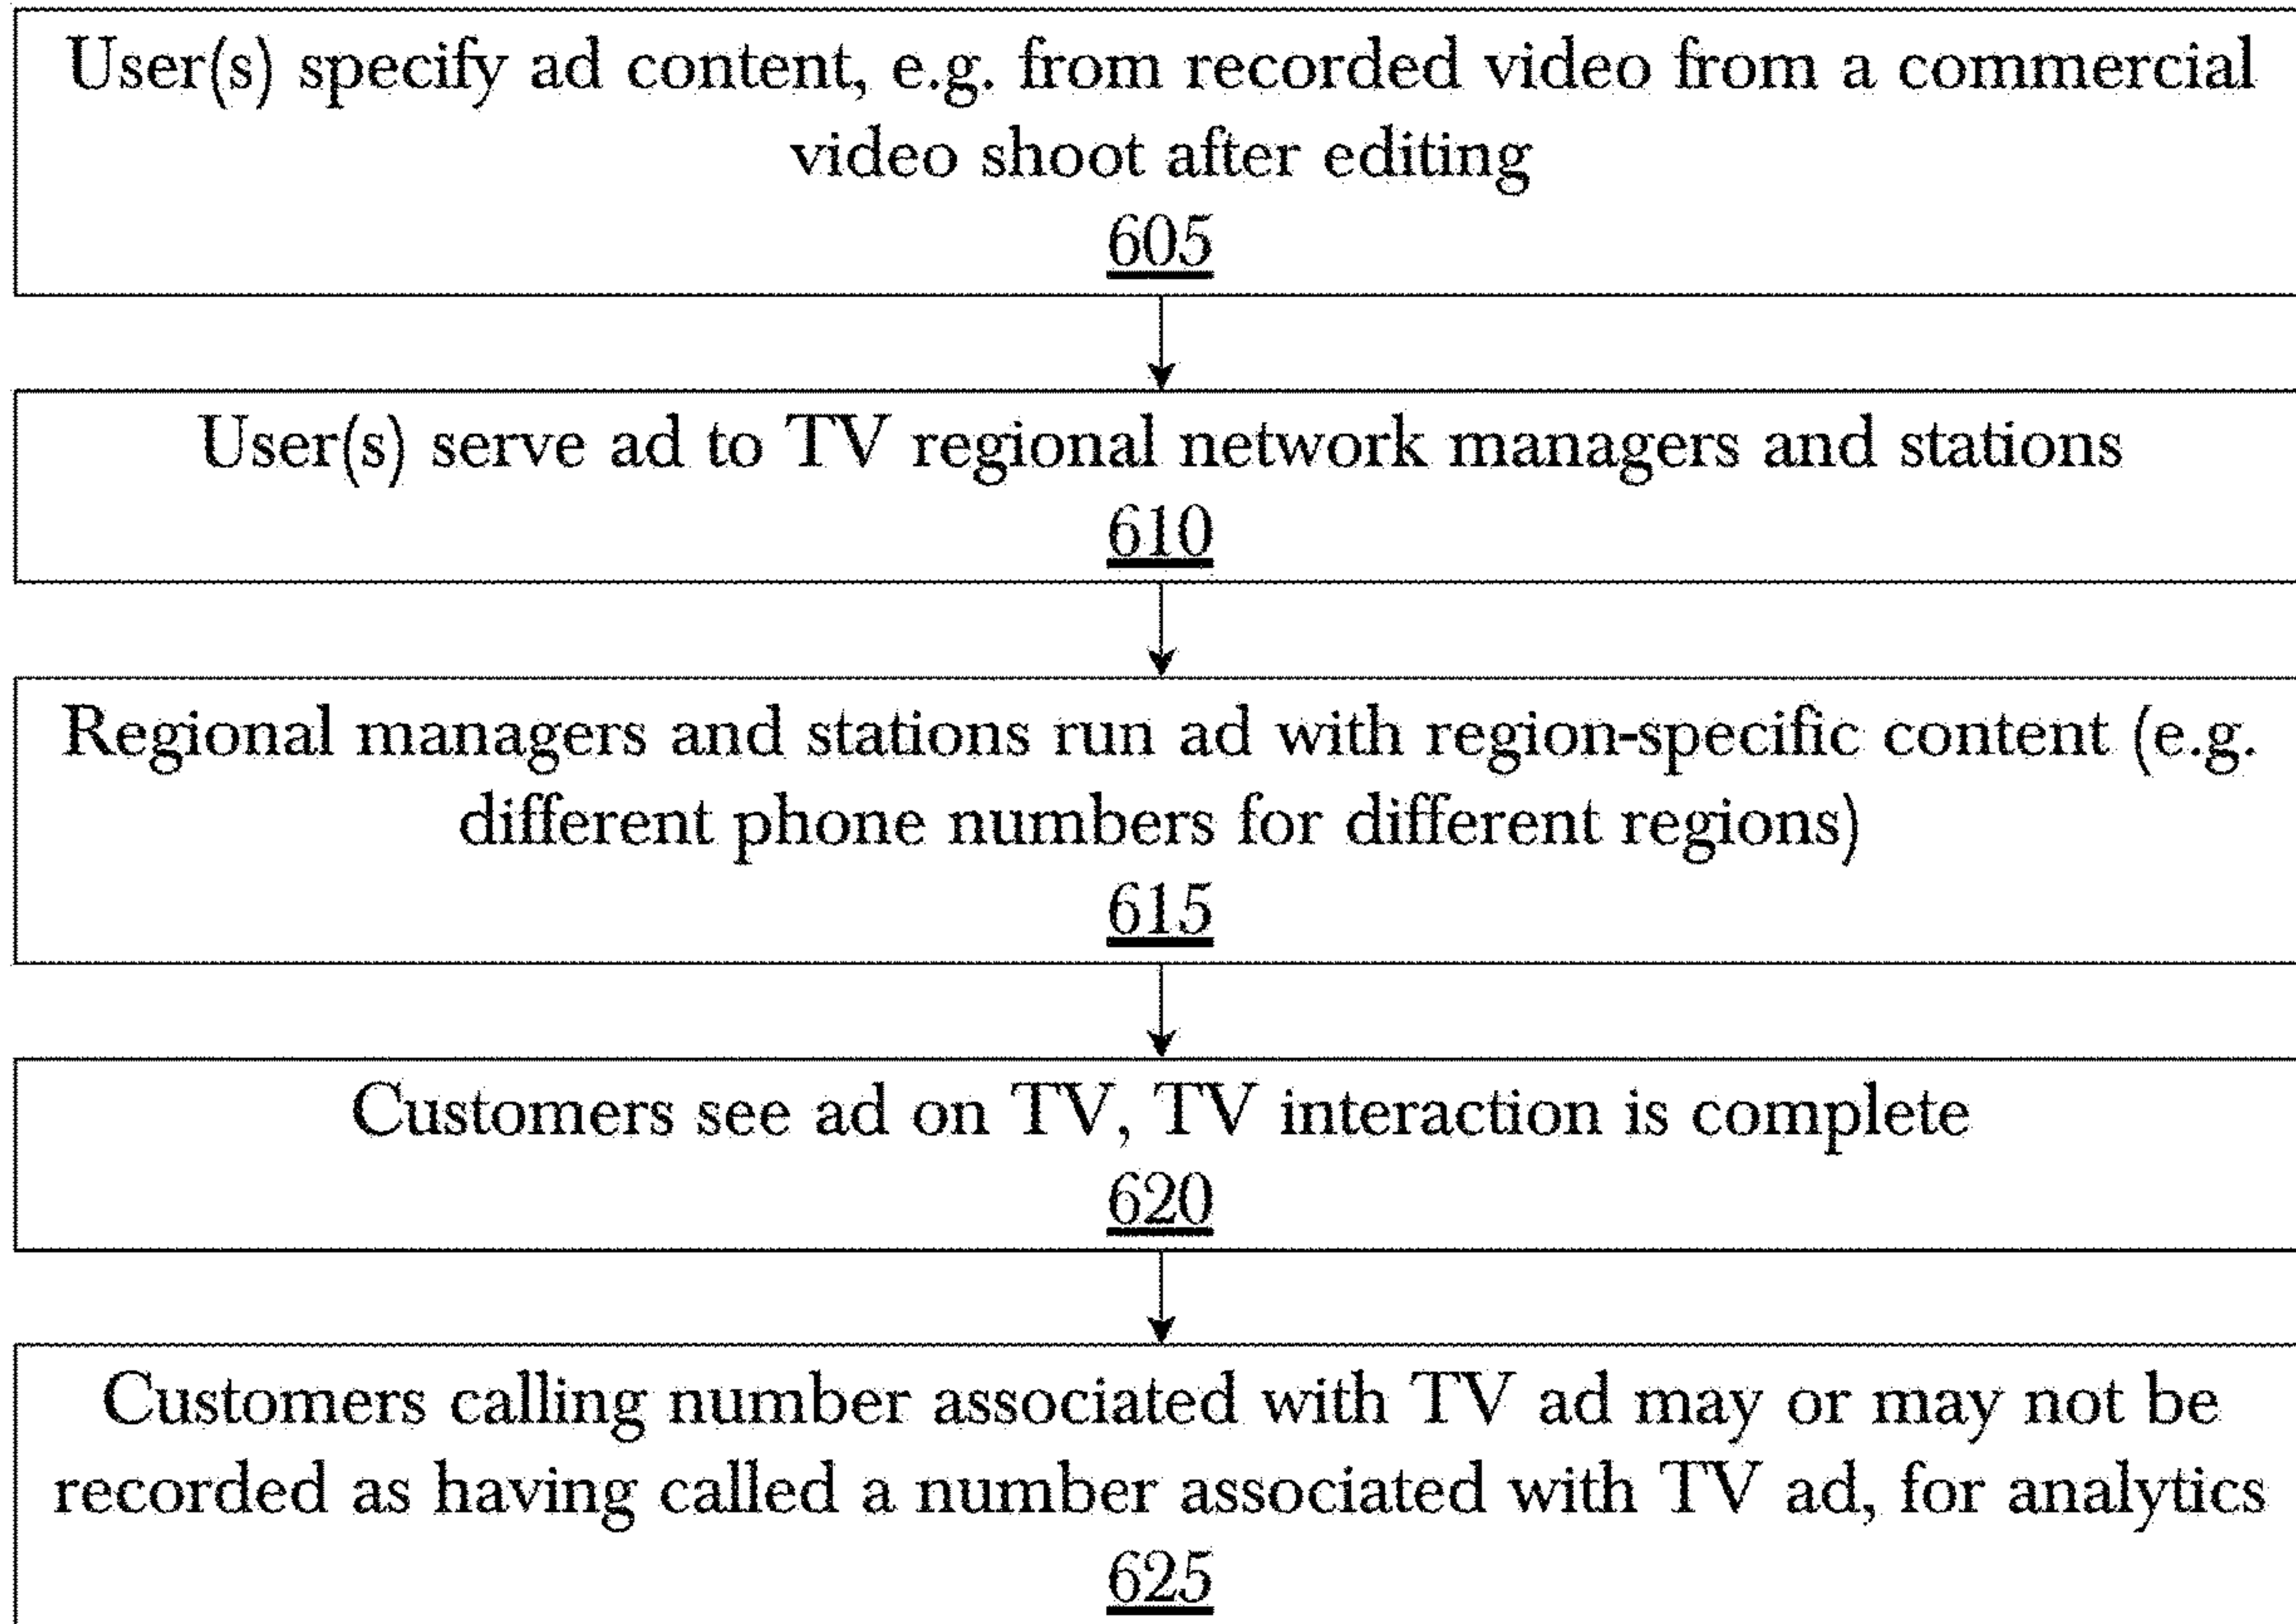 User(s) specify ad content, e.g. from recorded video from a commercial
video shoot after editing
605
User(s) serve ad to TV regional network managers and stations
610
Regional managers and stations run ad with region-specific content (e.g.
different phone numbers for different regions)
615
Customers see ad on TV, TV interaction is complete
620
Customers calling number associated with TV ad may or may not be
recorded as having called a number associated with TV ad, for analytics
625